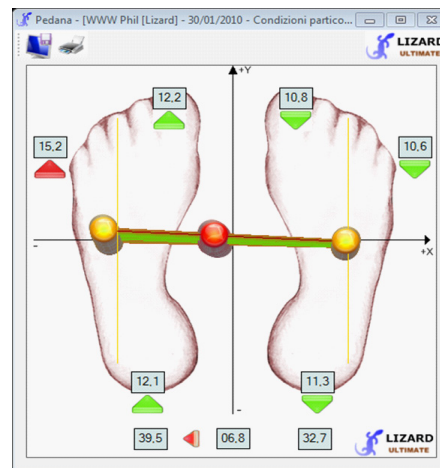 Pedana - [WWW Phil [Lizard] - 30/01/2010 - Condizioni partico...
LIZARD
ULTIMATE
+Y
12,2
10,8
15,2
10,6
-
+X
12,1
11,3
-
39,5
06,8
32,7
LIZARD
ULTIMATE